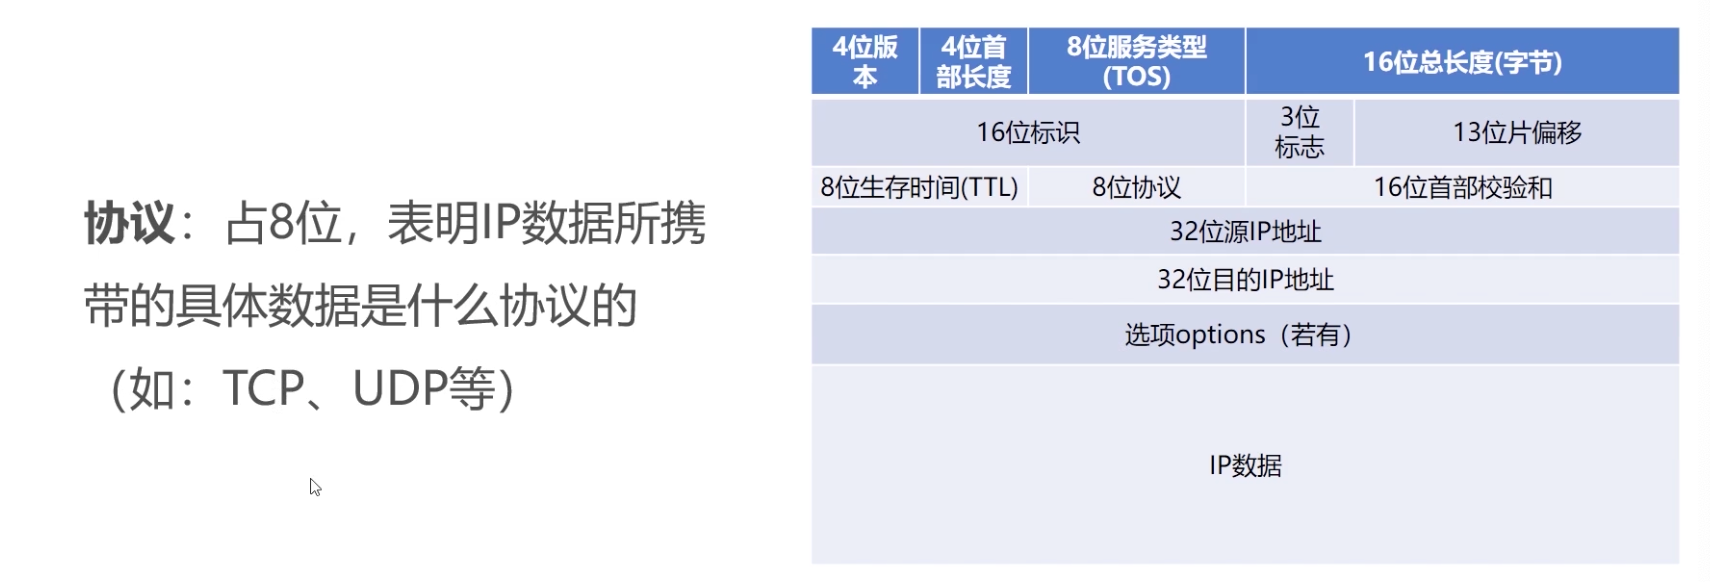 协议：占8位，表明IP数据所携
带的具体数据是什么协议的
（如：TCP、UDP等）
4位版
本
4位首
部长度
8位服务类型
(TOS)
16位总长度(字节)
16位标识
3位
标志
13位片偏移
8位生存时间(TTL)
8位协议
16位首部校验和
32位源IP地址
32位目的IP地址
选项options（若有）
IP数据